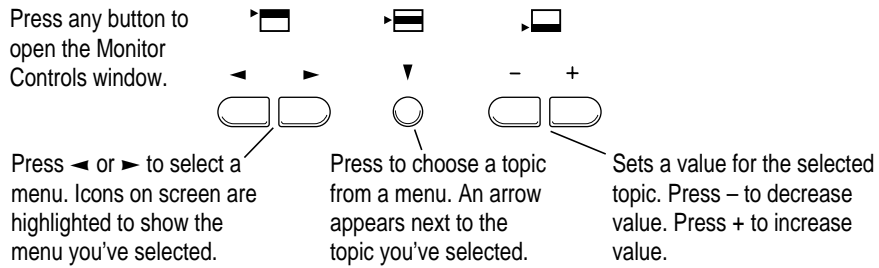 Press any button to
open the Monitor
Controls window.
◄ ► ▼ – +
Press ◄ or ► to select a
menu. Icons on screen are
highlighted to show the
menu you've selected.
Press to choose a topic
from a menu. An arrow
appears next to the
topic you've selected.
Sets a value for the selected
topic. Press – to decrease
value. Press + to increase
value.